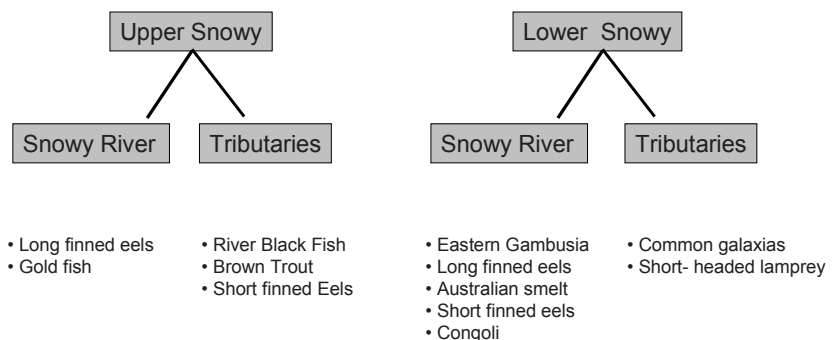 Upper Snowy
Lower Snowy
Snowy River
Tributaries
Snowy River
Tributaries
• Long finned eels
• Gold fish
• River Black Fish
• Brown Trout
• Short finned Eels
• Eastern Gambusia
• Long finned eels
• Australian smelt
• Short finned eels
• Congoli
• Common galaxias
• Short- headed lamprey